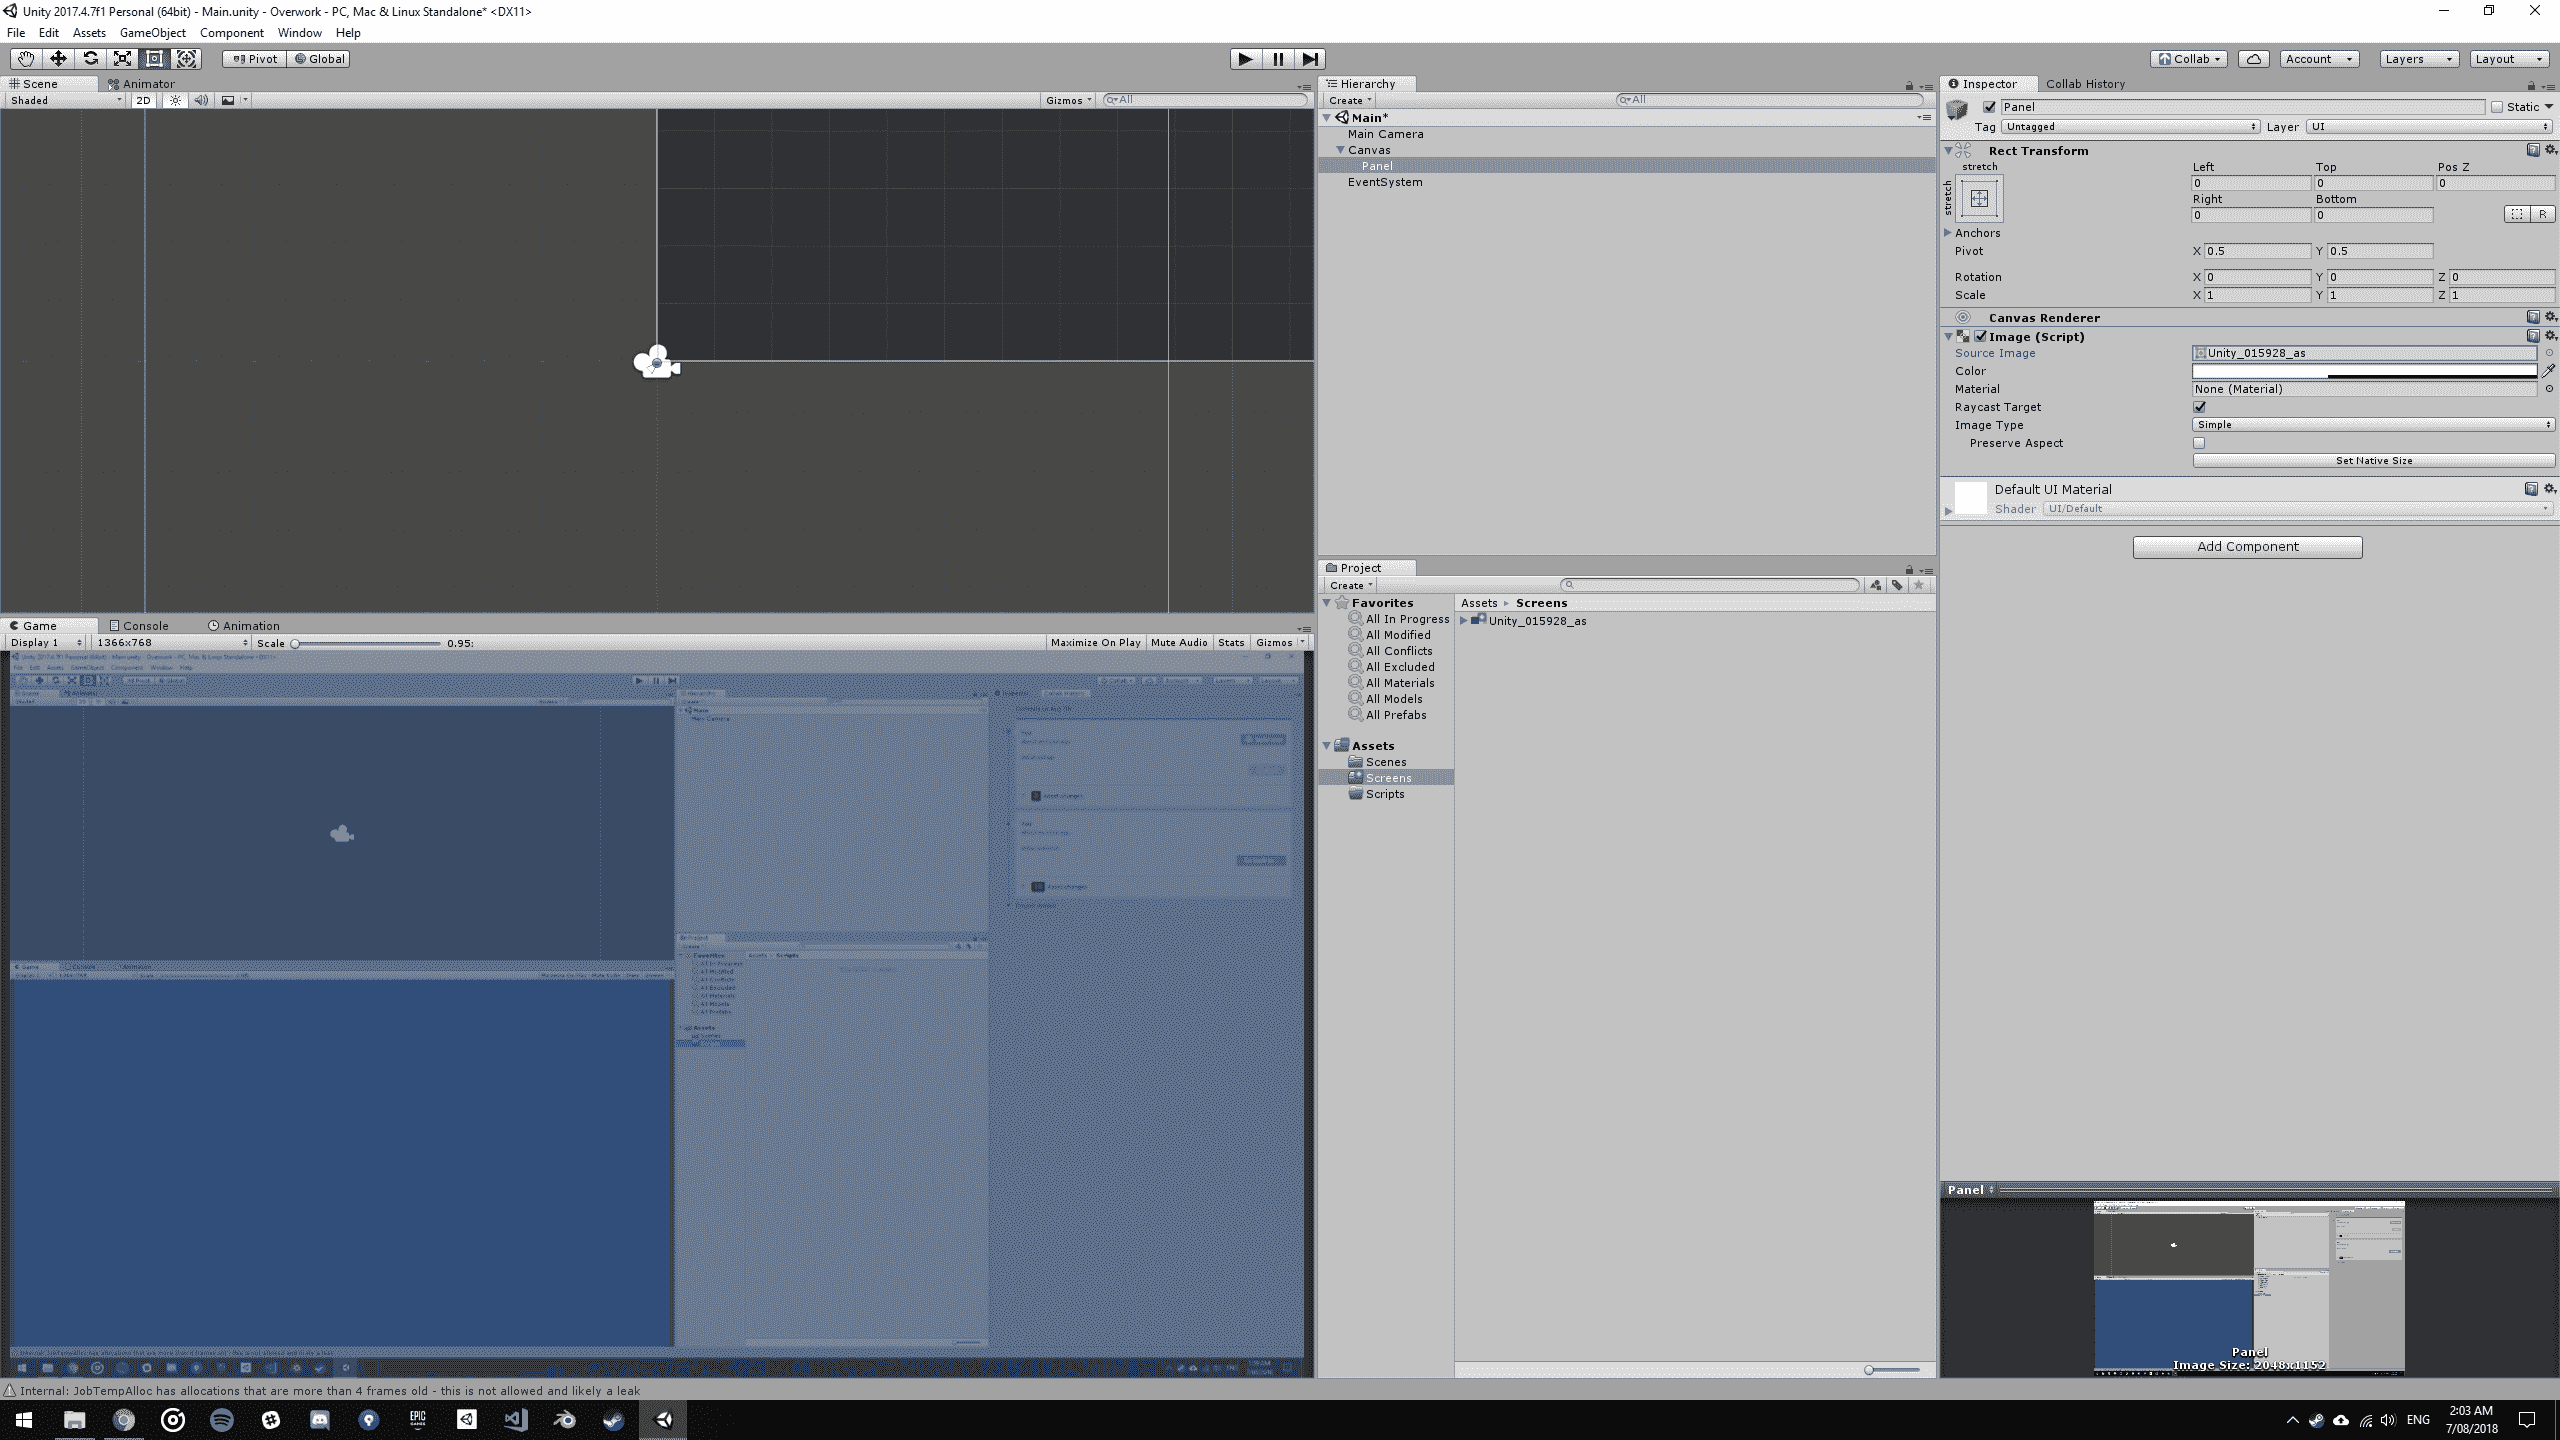 Unity 2017.4.7f1 Personal (64bit) - Main.unity - Overwork - PC, Mac & Linux Standalone* <DX11>
File Edit Assets GameObject Component Window Help
Pivot Global Collab Account Layers Layout
Scene Animator
Shaded 2D Gizmos All
Hierarchy
Create All
Main*
Main Camera
Canvas
Panel
EventSystem
Inspector Collab History
Panel Static
Tag Untagged Layer UI
Rect Transform
stretch Left Top Pos Z
stretch 0 0 0
Right Bottom
0 0 R
Anchors
Pivot X 0.5 Y 0.5
Rotation X 0 Y 0 Z 0
Scale X 1 Y 1 Z 1
Canvas Renderer
Image (Script)
Source Image Unity_015928_as
Color
Material None (Material)
Raycast Target
Image Type Simple
Preserve Aspect
Set Native Size
Default UI Material
Shader UI/Default
Add Component
Project
Create
Favorites
All In Progress
All Modified
All Conflicts
All Excluded
All Materials
All Models
All Prefabs
Assets
Scenes
Screens
Scripts
Assets Screens
Unity_015928_as
Game Console Animation
Display 1 1366x768 Scale 0.95: Maximize On Play Mute Audio Stats Gizmos
Panel
Panel
Image Size: 2048x1152
Internal: JobTempAlloc has allocations that are more than 4 frames old - this is not allowed and likely a leak
EPIC GAMES
ENG
2:03 AM
7/08/2018